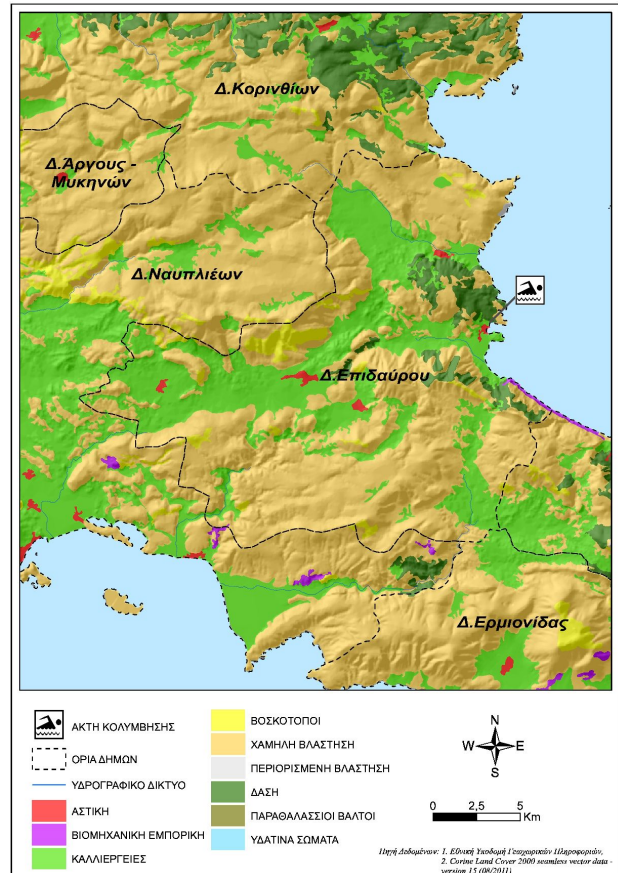 Δ.Κορινθίων
Δ.Άργους -
Μυκηνών
Δ.Ναυπλιέων
Δ.Επιδαύρου
Δ.Ερμιονίδας
ΑΚΤΗ ΚΟΛΥΜΒΗΣΗΣ
ΟΡΙΑ ΔΗΜΩΝ
ΥΔΡΟΓΡΑΦΙΚΟ ΔΙΚΤΥΟ
ΑΣΤΙΚΗ
ΒΙΟΜΗΧΑΝΙΚΗ ΕΜΠΟΡΙΚΗ
ΚΑΛΛΙΕΡΓΕΙΕΣ
ΒΟΣΚΟΤΟΠΟΙ
ΧΑΜΗΛΗ ΒΛΑΣΤΗΣΗ
ΠΕΡΙΟΡΙΣΜΕΝΗ ΒΛΑΣΤΗΣΗ
ΔΑΣΗ
ΠΑΡΑΘΑΛΑΣΣΙΟΙ ΒΑΛΤΟΙ
ΥΔΑΤΙΝΑ ΣΩΜΑΤΑ
N
W E
S
0 2,5 5
Km
Πηγή Δεδομένων: 1. Εθνική Υποδομή Γεωχωρικών Πληροφοριών,
2. Corine Land Cover 2000 seamless vector data -
version 15 (08/2011)